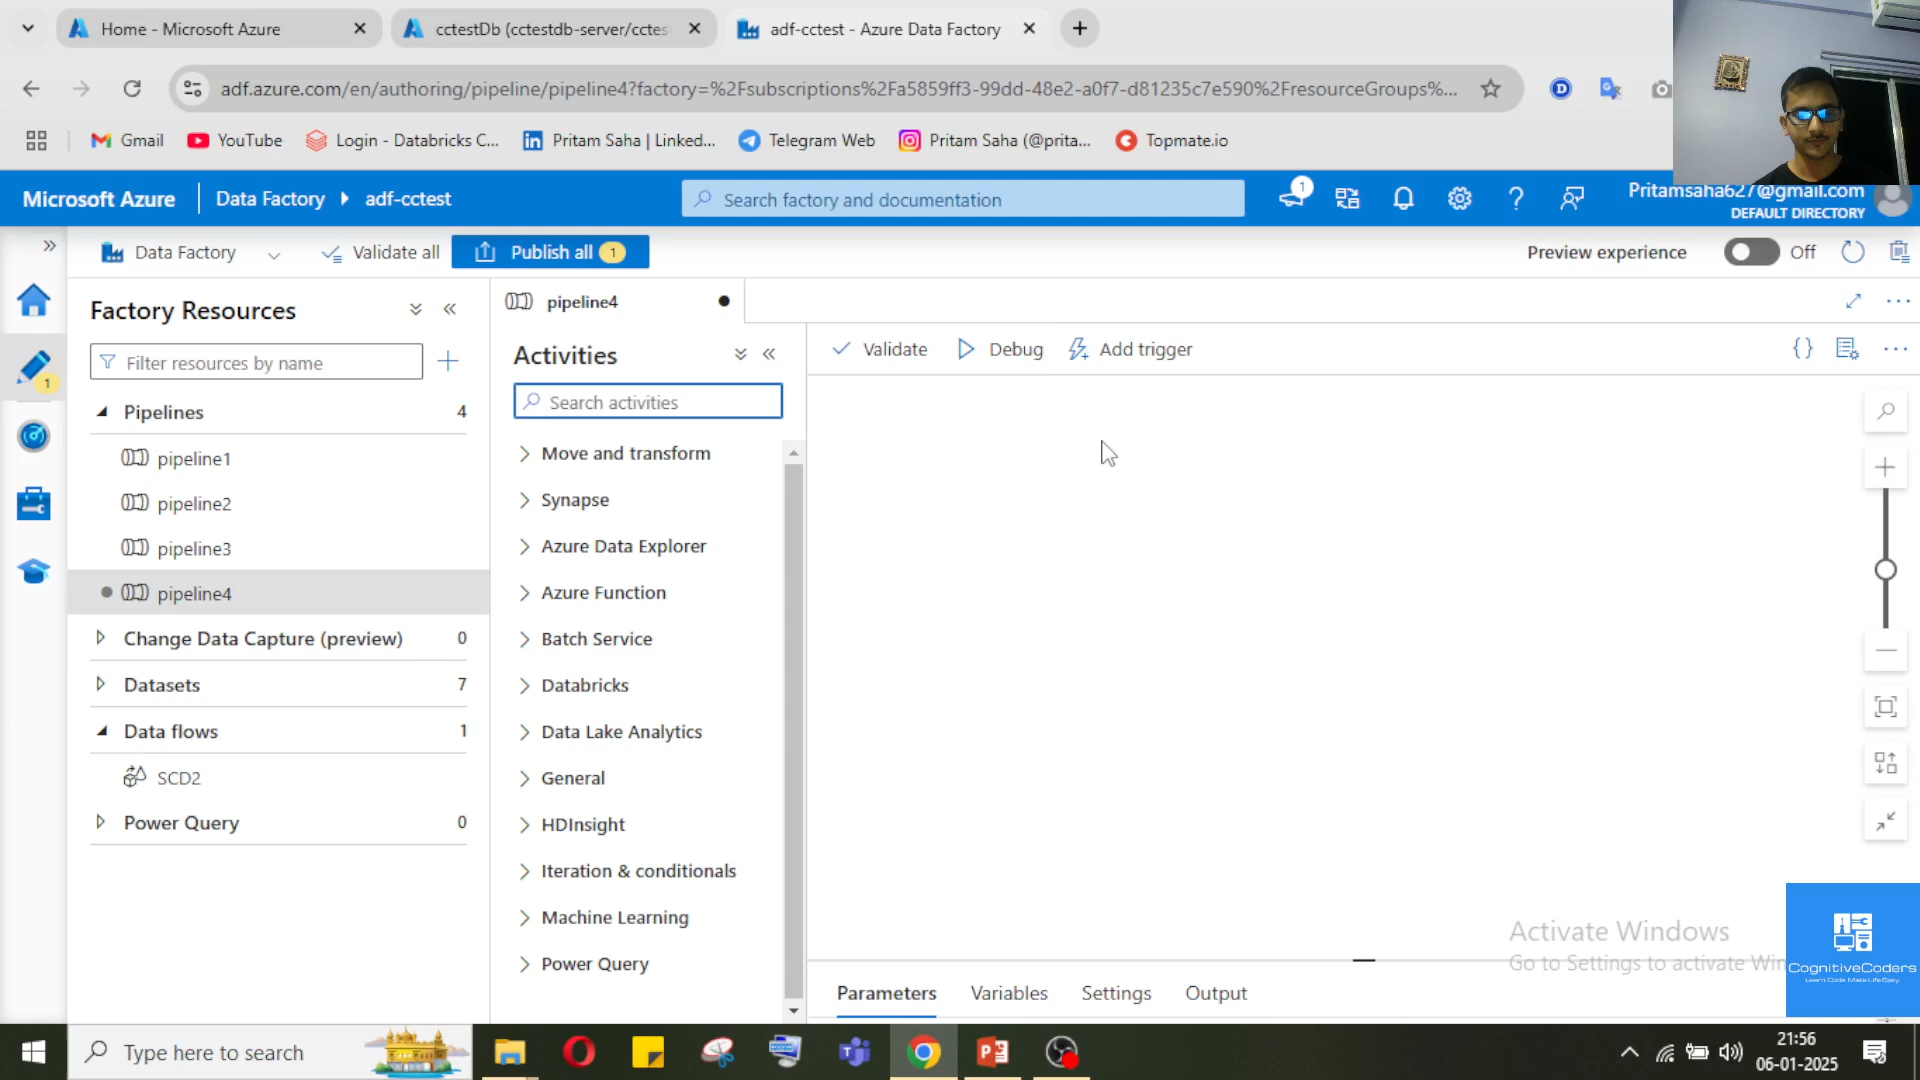 Home - Microsoft Azure
cctestDb (cctestdb-server/cctes
adf-cctest - Azure Data Factory
adf.azure.com/en/authoring/pipeline/pipeline4?factory=%2Fsubscriptions%2Fa5859ff3-99dd-48e2-a0f7-d81235c7e590%2FresourceGroups%...
Gmail
YouTube
Login - Databricks C...
Pritam Saha | Linked...
Telegram Web
Pritam Saha (@prita...
Topmate.io
Microsoft Azure
Data Factory
adf-cctest
Search factory and documentation
1
Pritamsaha627@gmail.com
DEFAULT DIRECTORY
Data Factory
Validate all
Publish all 1
Preview experience
Off
1
Factory Resources
Filter resources by name
Pipelines 4
pipeline1
pipeline2
pipeline3
pipeline4
Change Data Capture (preview) 0
Datasets 7
Data flows 1
SCD2
Power Query 0
pipeline4
Activities
Search activities
Move and transform
Synapse
Azure Data Explorer
Azure Function
Batch Service
Databricks
Data Lake Analytics
General
HDInsight
Iteration & conditionals
Machine Learning
Power Query
Validate
Debug
Add trigger
Parameters
Variables
Settings
Output
Activate Windows
Go to Settings to activate Win
CognitiveCoders
Learn Code Make Life Easy
Type here to search
21:56
06-01-2025